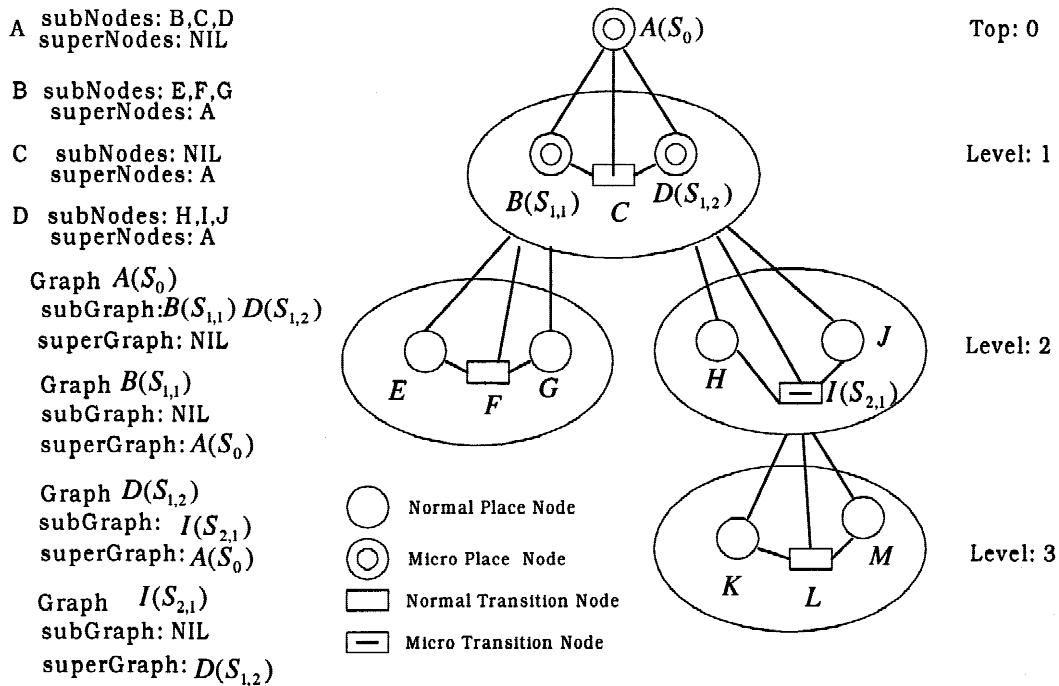 A subNodes: B,C,D
superNodes: NIL
B subNodes: E,F,G
superNodes: A
C subNodes: NIL
superNodes: A
D subNodes: H,I,J
superNodes: A
Graph A(S₀)
subGraph:B(S₁,₁) D(S₁,₂)
superGraph: NIL
Graph B(S₁,₁)
subGraph: NIL
superGraph: A(S₀)
Graph D(S₁,₂)
subGraph: I(S₂,₁)
superGraph: A(S₀)
Graph I(S₂,₁)
subGraph: NIL
superGraph: D(S₁,₂)
A(S₀)
Top: 0
B(S₁,₁) C D(S₁,₂)
Level: 1
E F G
H I(S₂,₁) J
Level: 2
K L M
Level: 3
Normal Place Node
Micro Place Node
Normal Transition Node
Micro Transition Node